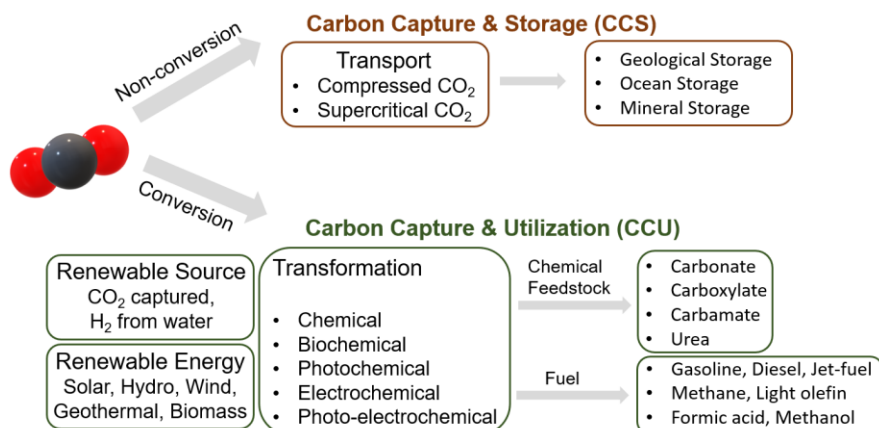 Carbon Capture & Storage (CCS)
Non-conversion
Transport
• Compressed CO₂
• Supercritical CO₂
• Geological Storage
• Ocean Storage
• Mineral Storage
Conversion
Carbon Capture & Utilization (CCU)
Renewable Source
CO₂ captured,
H₂ from water
Renewable Energy
Solar, Hydro, Wind,
Geothermal, Biomass
Transformation
• Chemical
• Biochemical
• Photochemical
• Electrochemical
• Photo-electrochemical
Chemical
Feedstock
• Carbonate
• Carboxylate
• Carbamate
• Urea
Fuel
• Gasoline, Diesel, Jet-fuel
• Methane, Light olefin
• Formic acid, Methanol